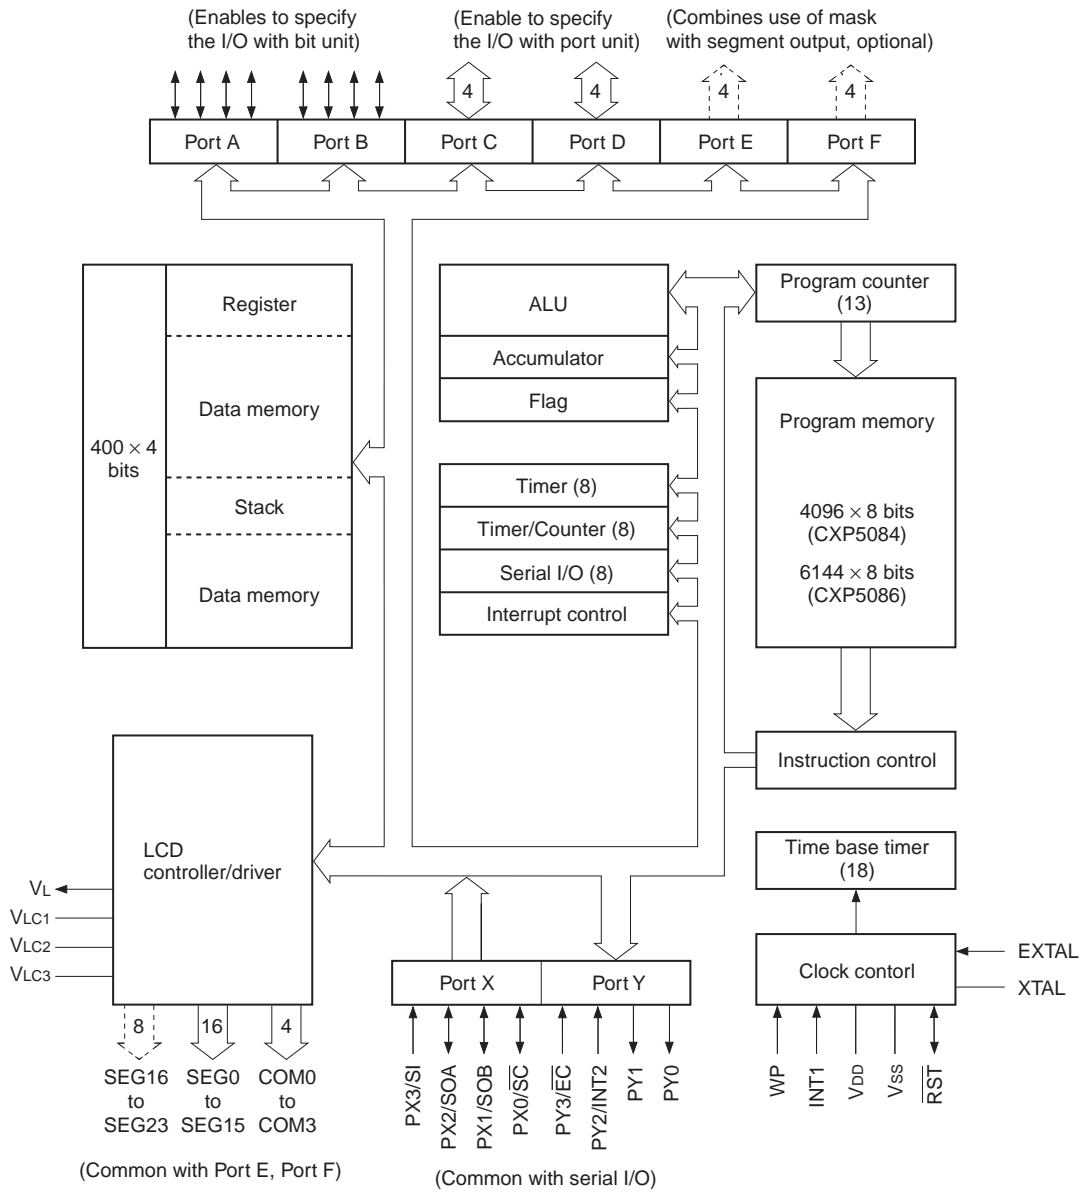 (Enables to specify
the I/O with bit unit)
(Enable to specify
the I/O with port unit)
(Combines use of mask
with segment output, optional)
4
4
4
4
Port A
Port B
Port C
Port D
Port E
Port F
400 × 4
bits
Register
Data memory
Stack
Data memory
ALU
Accumulator
Flag
Timer (8)
Timer/Counter (8)
Serial I/O (8)
Interrupt control
Program counter
(13)
Program memory
4096 × 8 bits
(CXP5084)
6144 × 8 bits
(CXP5086)
Instruction control
LCD
controller/driver
VL
VLC1
VLC2
VLC3
8
16
4
SEG16
to
SEG23
SEG0
to
SEG15
COM0
to
COM3
(Common with Port E, Port F)
Port X
Port Y
PX3/SI
PX2/SOA
PX1/SOB
PX0/S̅C̅
PY3/E̅C̅
PY2/INT2
PY1
PY0
(Common with serial I/O)
Time base timer
(18)
Clock contorl
EXTAL
XTAL
WP
INT1
VDD
VSS
R̅S̅T̅